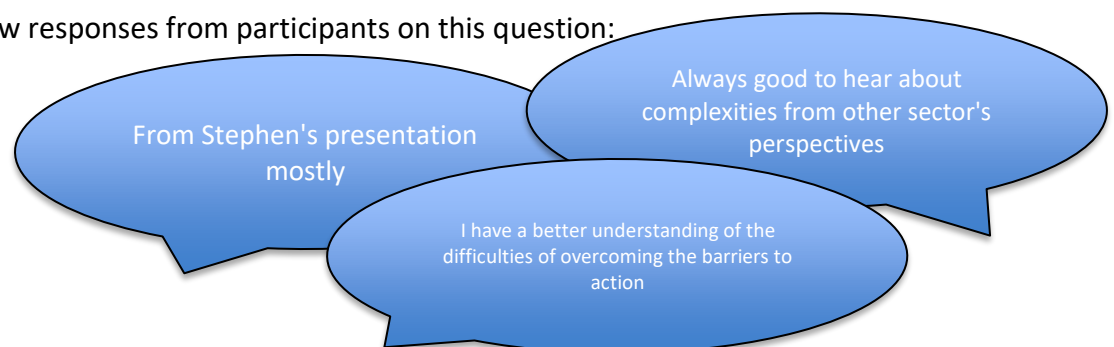 w responses from participants on this question:
Always good to hear about
complexities from other sector's
perspectives
From Stephen's presentation
mostly
I have a better understanding of the
difficulties of overcoming the barriers to
action